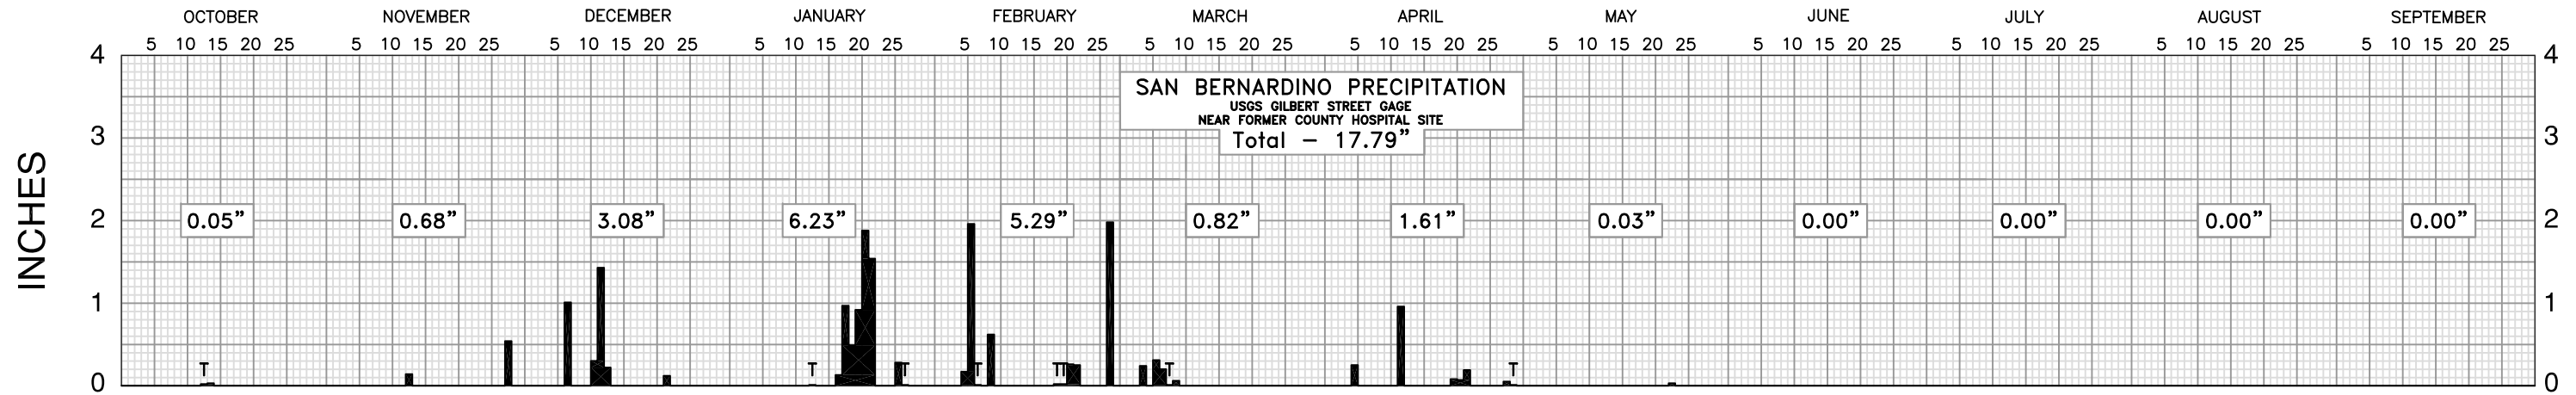 OCTOBER NOVEMBER DECEMBER JANUARY FEBRUARY MARCH APRIL MAY JUNE JULY AUGUST SEPTEMBER
5 10 15 20 25 5 10 15 20 25 5 10 15 20 25 5 10 15 20 25 5 10 15 20 25 5 10 15 20 25 5 10 15 20 25 5 10 15 20 25 5 10 15 20 25 5 10 15 20 25 5 10 15 20 25 5 10 15 20 25
4 4
SAN BERNARDINO PRECIPITATION
USGS GILBERT STREET GAGE
NEAR FORMER COUNTY HOSPITAL SITE
3 3
Total – 17.79”
INCHES
2 0.05” 0.68” 3.08” 6.23” 5.29” 0.82” 1.61” 0.03” 0.00” 0.00” 0.00” 0.00” 2
1 1
T T T T TT T T
0 0